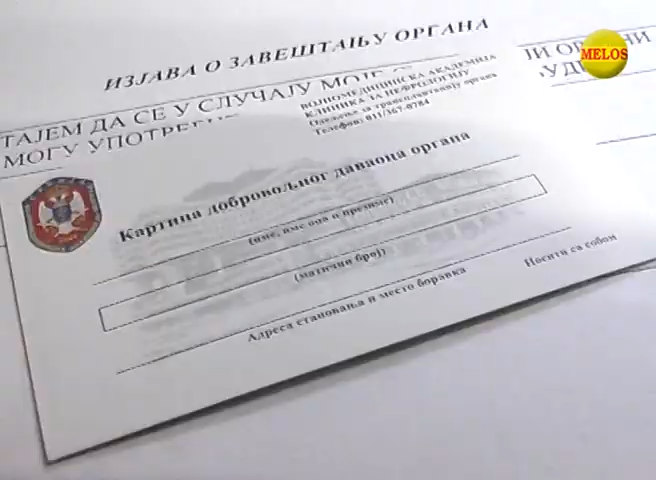 MELOS
ИЗЈАВА О ЗАВЕШТАЊУ ОРГАНА
ТАЈЕМ ДА СЕ У СЛУЧАЈУ МОЈЕ
МОГУ УПОТРЕ
ВОЈНОМЕДИЦИНСКА АКАДЕМИЈА
КЛИНИКА ЗА НЕФРОЛОГИЈУ
Одељење за трансплантацију органа
Телефон: 011/367-0784
Картица добровољног даваоца органа
(име, име оца и презиме)
(матични број)
Адреса становања и место боравка
Носити са собом